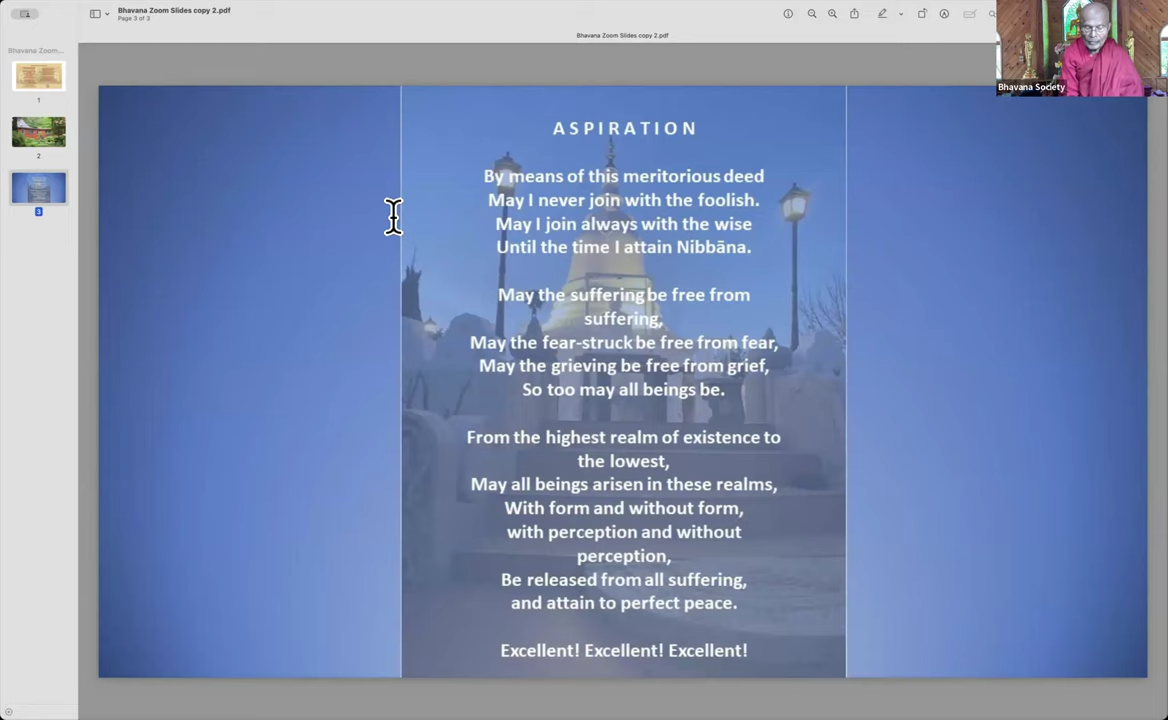 Bhavana Zoom Slides copy 2.pdf
Page 3 of 3
Bhavana Zoom Slides copy 2.pdf
Bhavana Zoom...
1
2
3
Bhavana Society
ASPIRATION
By means of this meritorious deed
May I never join with the foolish.
May I join always with the wise
Until the time I attain Nibbāna.
May the suffering be free from
suffering,
May the fear-struck be free from fear,
May the grieving be free from grief,
So too may all beings be.
From the highest realm of existence to
the lowest,
May all beings arisen in these realms,
With form and without form,
with perception and without
perception,
Be released from all suffering,
and attain to perfect peace.
Excellent! Excellent! Excellent!